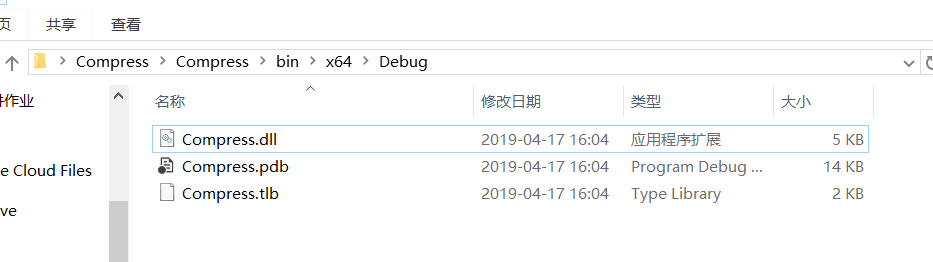 页 共享 查看
Compress > Compress > bin > x64 > Debug
名称 修改日期 类型 大小
作业
Compress.dll 2019-04-17 16:04 应用程序扩展 5 KB
Compress.pdb 2019-04-17 16:04 Program Debug ... 14 KB
e Cloud Files
Compress.tlb 2019-04-17 16:04 Type Library 2 KB
ve